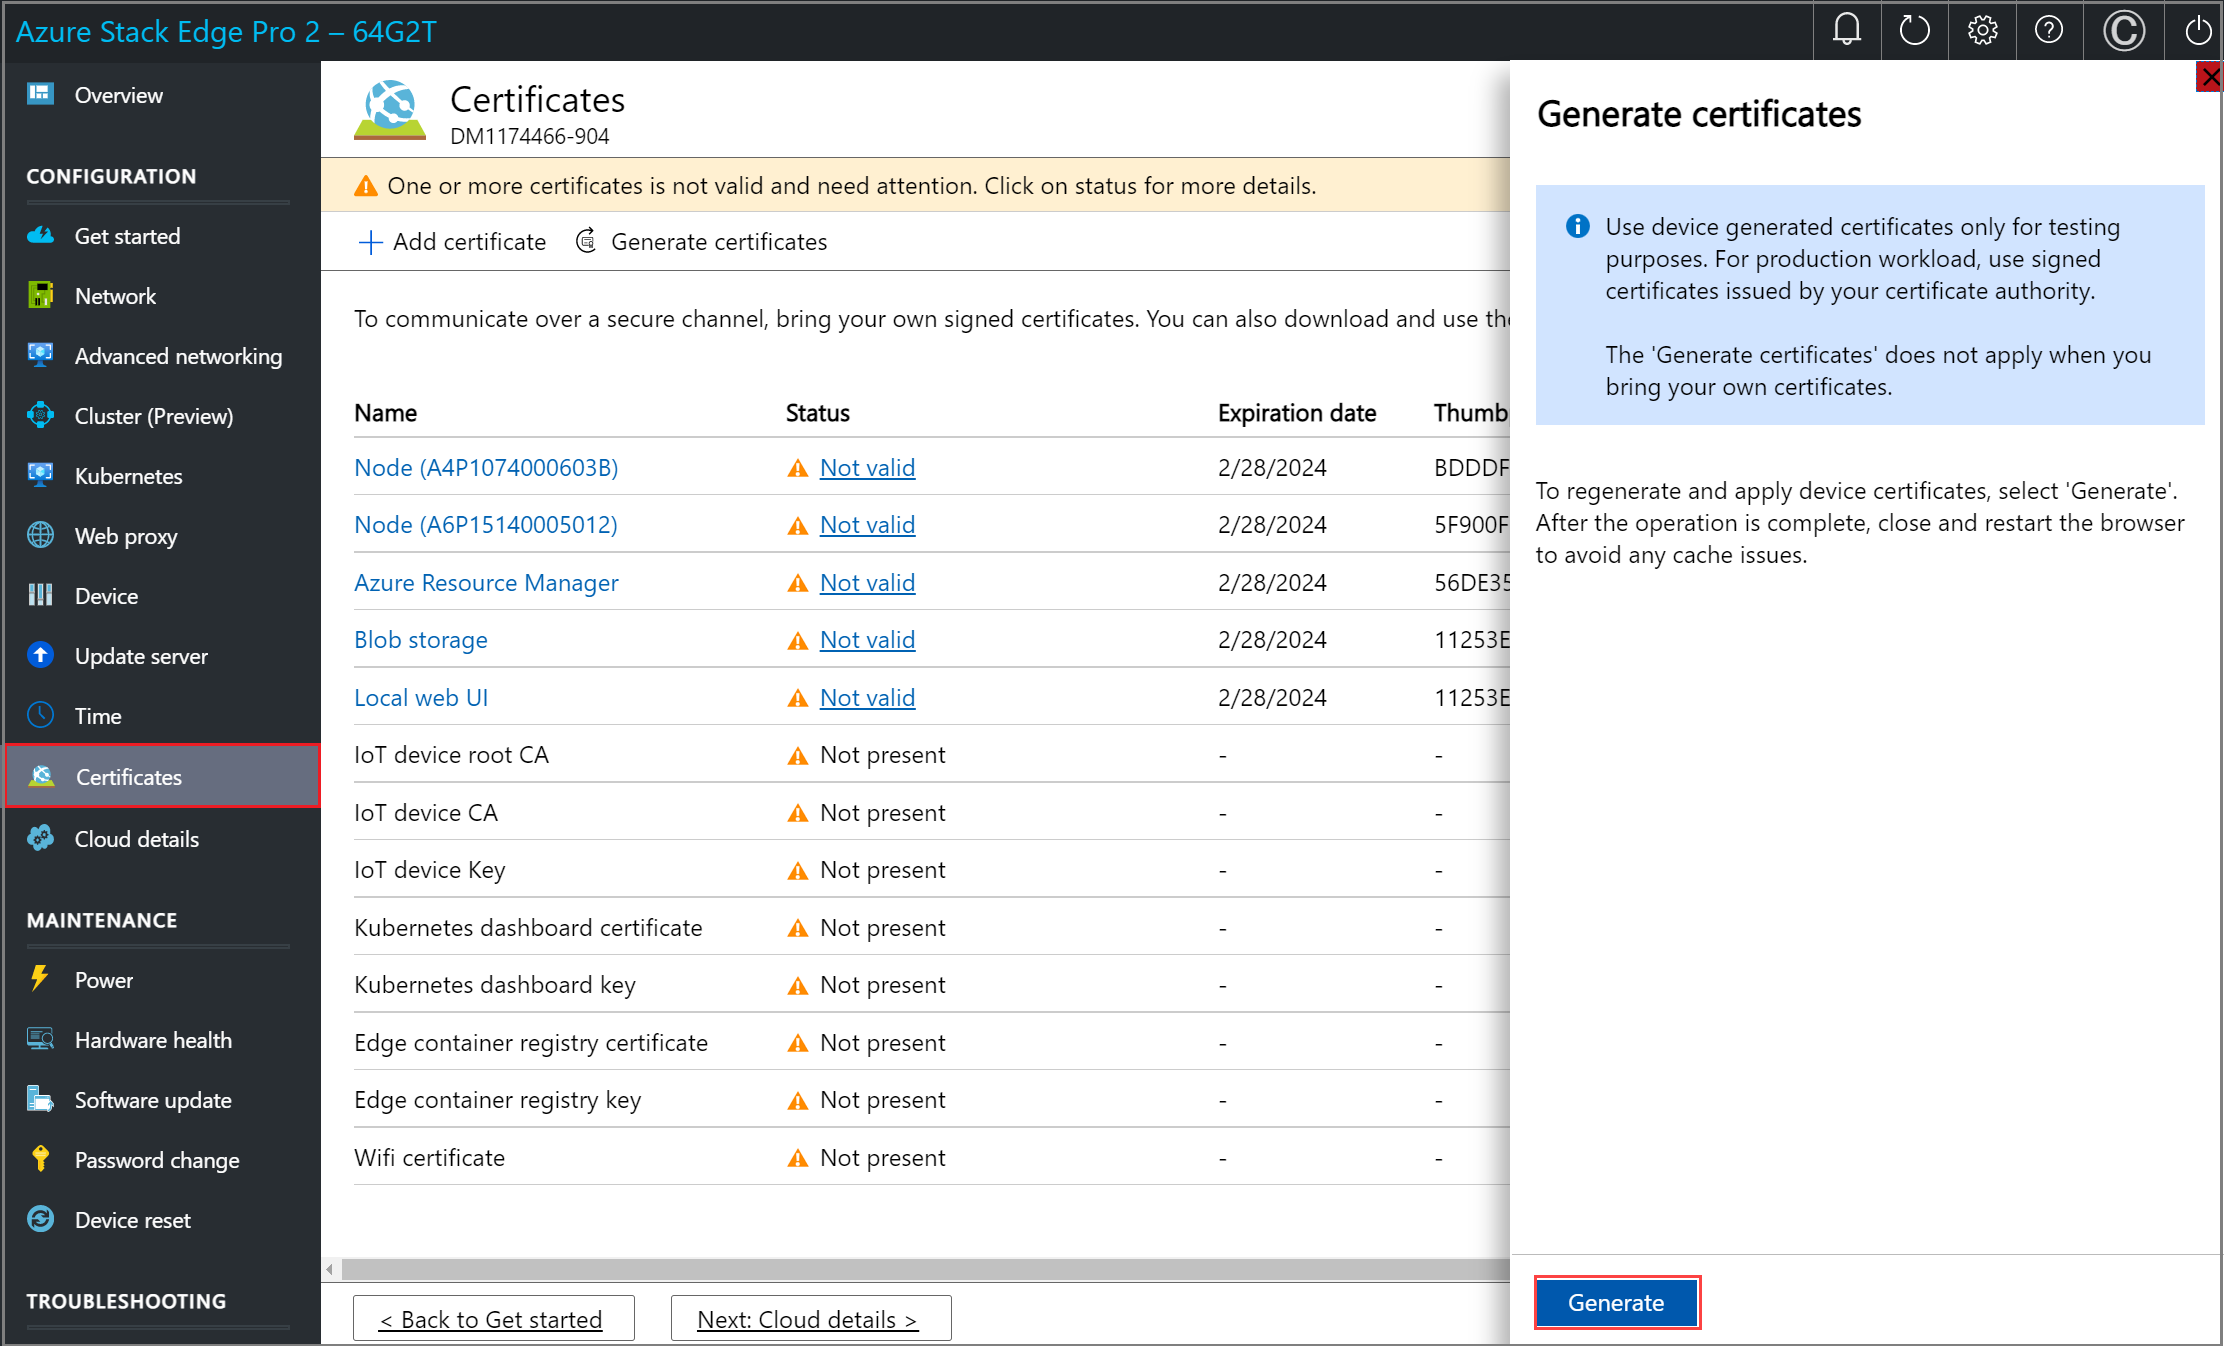 Azure Stack Edge Pro 2 – 64G2T
Overview
CONFIGURATION
Get started
Network
Advanced networking
Cluster (Preview)
Kubernetes
Web proxy
Device
Update server
Time
Certificates
Cloud details
MAINTENANCE
Power
Hardware health
Software update
Password change
Device reset
TROUBLESHOOTING
Certificates
DM1174466-904
One or more certificates is not valid and need attention. Click on status for more details.
Add certificate Generate certificates
To communicate over a secure channel, bring your own signed certificates. You can also download and use the
Name Status Expiration date Thumb
Node (A4P1074000603B) Not valid 2/28/2024 BDDDF
Node (A6P15140005012) Not valid 2/28/2024 5F900F
Azure Resource Manager Not valid 2/28/2024 56DE35
Blob storage Not valid 2/28/2024 11253E
Local web UI Not valid 2/28/2024 11253E
IoT device root CA Not present - -
IoT device CA Not present - -
IoT device Key Not present - -
Kubernetes dashboard certificate Not present - -
Kubernetes dashboard key Not present - -
Edge container registry certificate Not present - -
Edge container registry key Not present - -
Wifi certificate Not present - -
< Back to Get started Next: Cloud details >
Generate certificates
Use device generated certificates only for testing
purposes. For production workload, use signed
certificates issued by your certificate authority.
The 'Generate certificates' does not apply when you
bring your own certificates.
To regenerate and apply device certificates, select 'Generate'.
After the operation is complete, close and restart the browser
to avoid any cache issues.
Generate